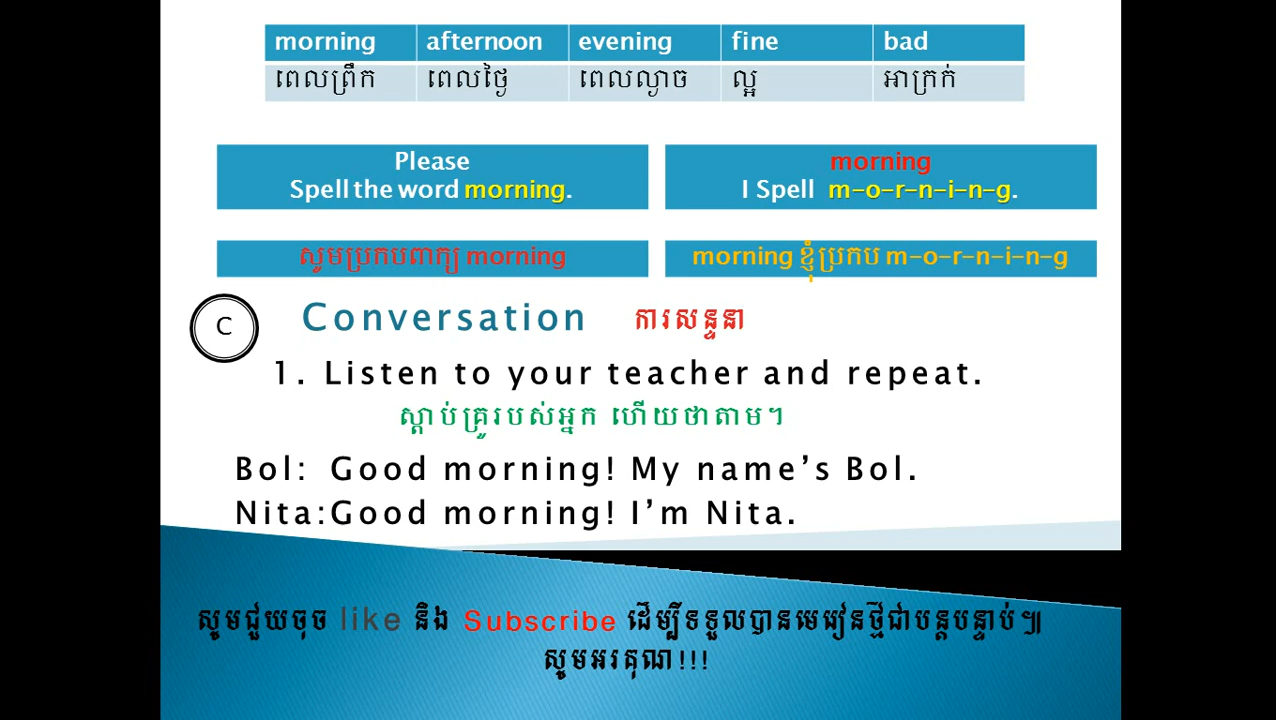 morning afternoon evening fine bad
ពេលព្រឹក ពេលថ្ងៃ ពេលល្ងាច ល្អ អាក្រក់
Please
Spell the word morning.
morning
I Spell m-o-r-n-i-n-g.
សូមប្រកបពាក្យ morning
morning ខ្ញុំប្រកប m-o-r-n-i-n-g
C
Conversation ការសន្ទនា
1. Listen to your teacher and repeat.
ស្តាប់គ្រូរបស់អ្នក ហើយថាតាម។
Bol: Good morning! My name’s Bol.
Nita:Good morning! I’m Nita.
សូមជួយចុច like និង Subscribe ដើម្បីទទួលបានមេរៀនថ្មីជាបន្តបន្ទាប់៕
សូមអរគុណ!!!